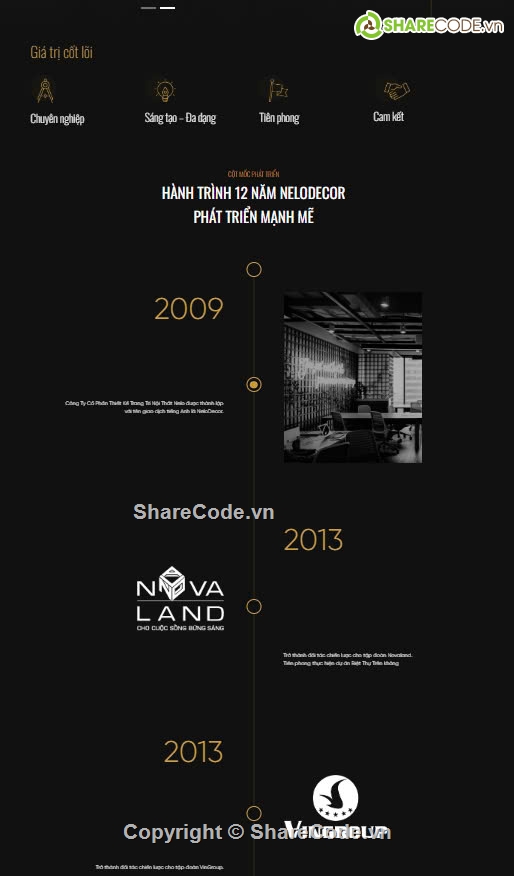 SHARECODE.vn
Giá trị cốt lõi
Chuyên nghiệp
Sáng tạo – Đa dạng
Tiên phong
Cam kết
CỘT MỐC PHÁT TRIỂN
HÀNH TRÌNH 12 NĂM NELODECOR
PHÁT TRIỂN MẠNH MẼ
2009
Công Ty Cổ Phần Thiết Kế Trang Trí Nội Thất Nelo được thành lập
với tên giao dịch tiếng Anh là NeloDecor.
ShareCode.vn
2013
NOVA
LAND
CHO CUỘC SỐNG BỪNG SÁNG
Trở thành đối tác chiến lược cho tập đoàn Novaland.
Tiên phong thực hiện dự án Biệt Thự Trên không
2013
VINGROUP
Copyright © ShareCode.vn
Trở thành đối tác chiến lược cho tập đoàn VinGroup.